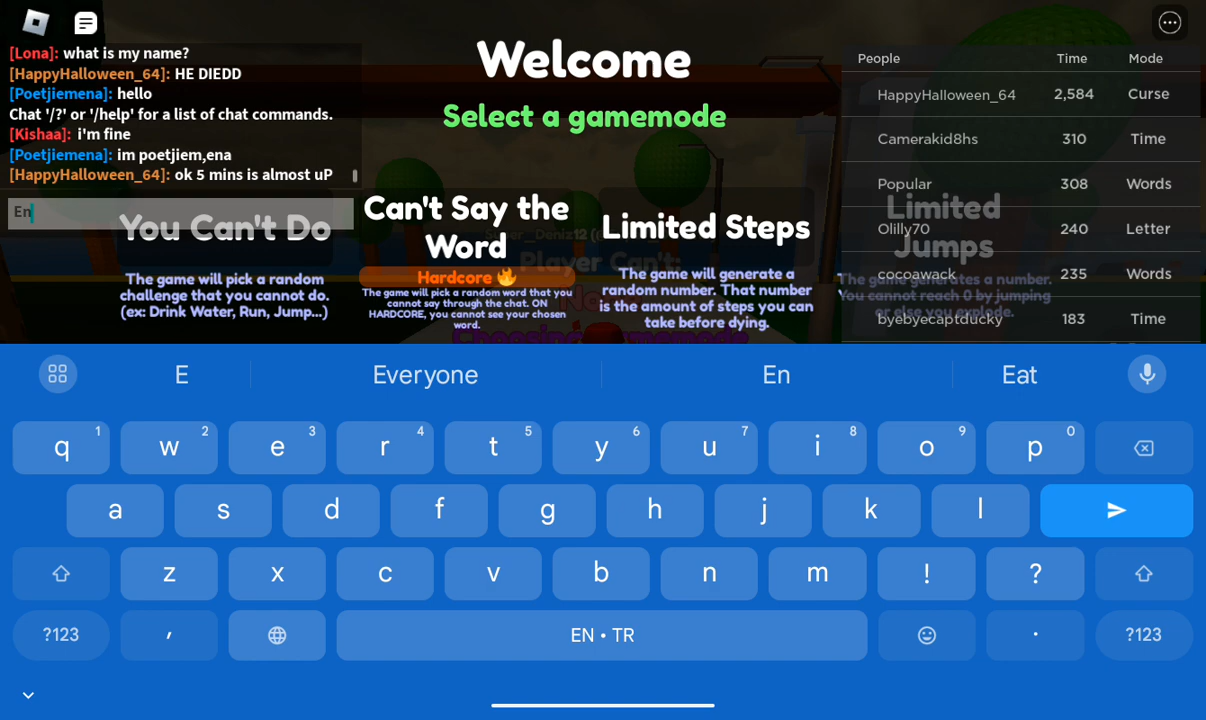 [Lona]: what is my name?
[HappyHalloween_64]: HE DIEDD
[Poetjiemena]: hello
Chat '/?' or '/help' for a list of chat commands.
[Kishaa]: i'm fine
[Poetjiemena]: im poetjiem,ena
[HappyHalloween_64]: ok 5 mins is almost uP
En
Welcome
Select a gamemode
People Time Mode
HappyHalloween_64 2,584 Curse
Camerakid8hs 310 Time
Popular 308 Words
Olilly70 240 Letter
cocoawack 235 Words
byebyecaptducky 183 Time
You Can't Do
The game will pick a random
challenge that you cannot do.
(ex: Drink Water, Run, Jump...)
Can't Say the
Word
Hardcore 🔥
The game will pick a random word that you
cannot say through the chat. ON
HARDCORE, you cannot see your chosen
word.
Limited Steps
The game will generate a
random number. That number
is the amount of steps you can
take before dying.
Limited
Jumps
The game generates a number.
You cannot reach 0 by jumping
or else you explode.
Player Can't:
E Everyone En Eat
q 1 w 2 e 3 r 4 t 5 y 6 u 7 i 8 o 9 p 0
a s d f g h j k l
z x c v b n m ! ?
?123 , EN • TR . ?123